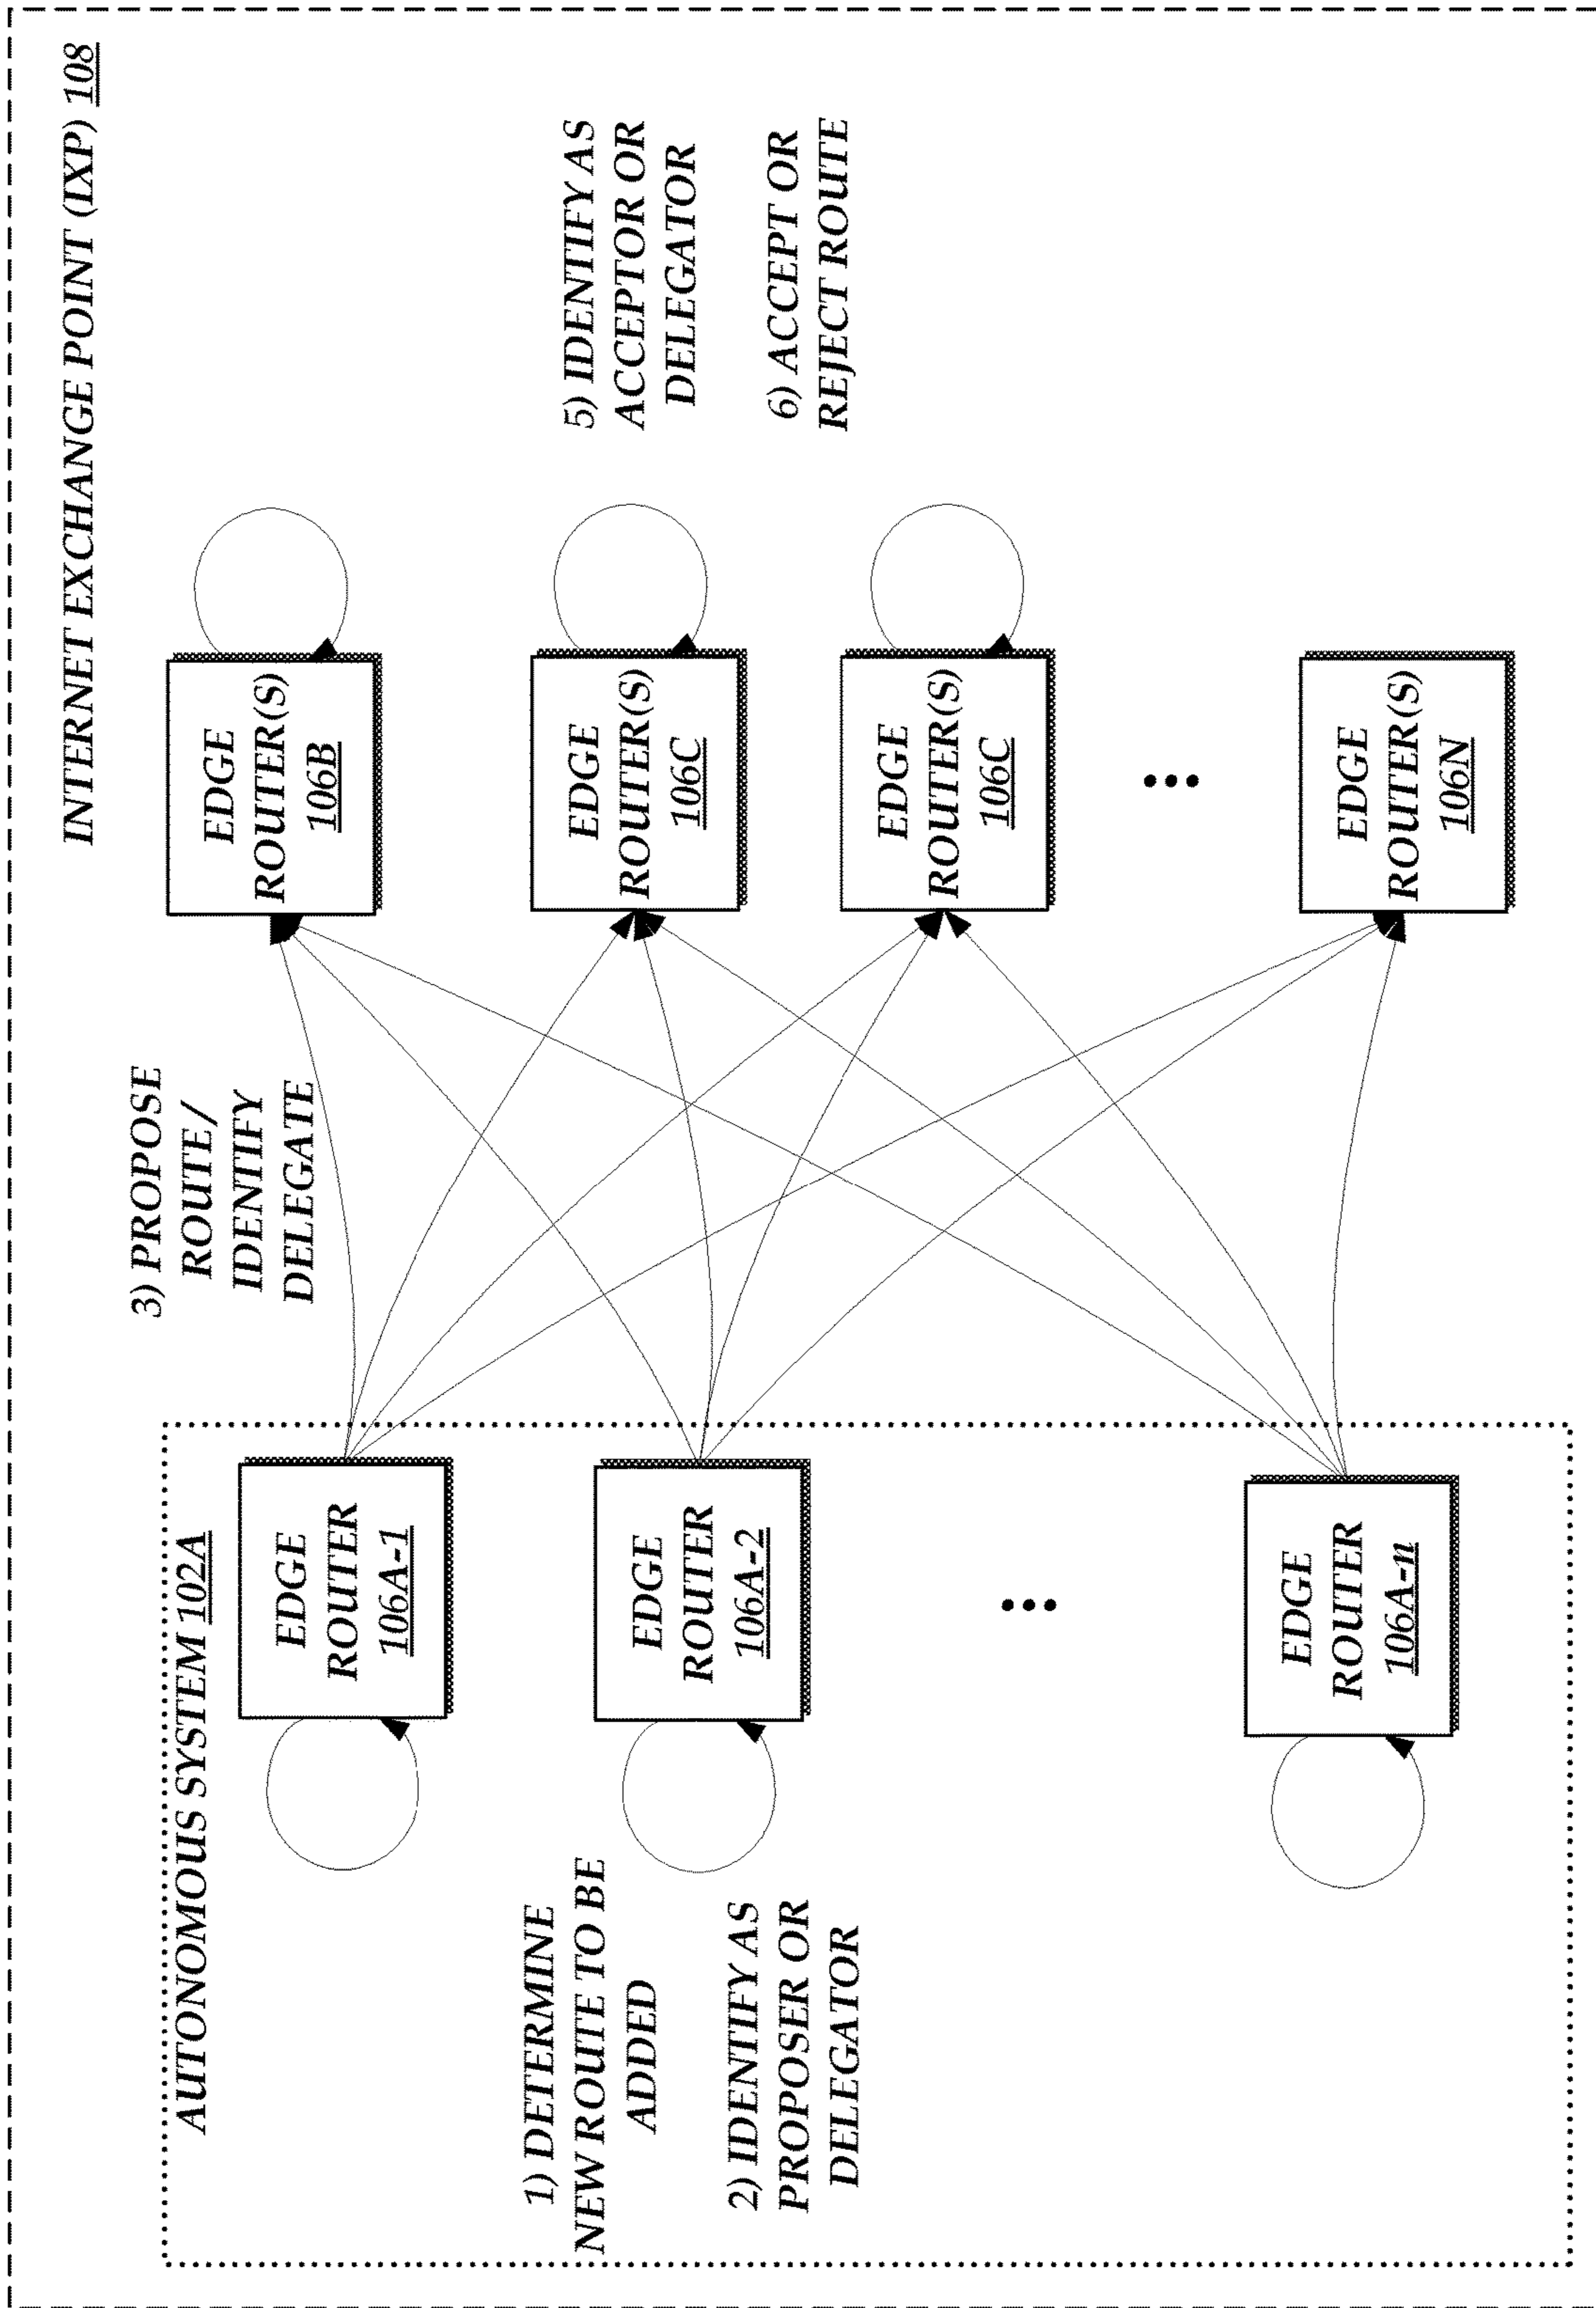 INTERNET EXCHANGE POINT (IXP) 108
AUTONOMOUS SYSTEM 102A
3) PROPOSE
ROUTE/
IDENTIFY
DELEGATE
EDGE
ROUTER
106A-1
EDGE
ROUTER(S)
106B
1) DETERMINE
NEW ROUTE TO BE
ADDED
2) IDENTIFY AS
PROPOSER OR
DELEGATOR
EDGE
ROUTER
106A-2
EDGE
ROUTER(S)
106C
5) IDENTIFY AS
ACCEPTOR OR
DELEGATOR
6) ACCEPT OR
REJECT ROUTE
EDGE
ROUTER(S)
106C
EDGE
ROUTER
106A-n
EDGE
ROUTER(S)
106N